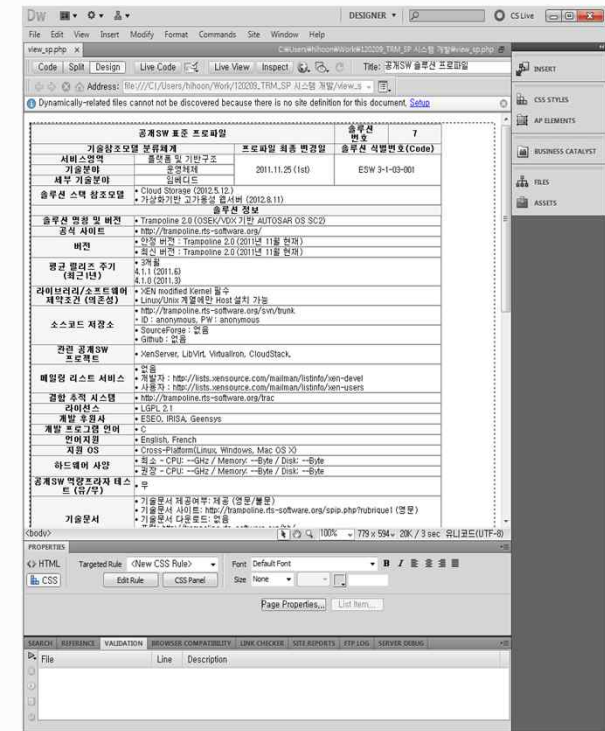 Dw
DESIGNER
CS Live
File Edit View Insert Modify Format Commands Site Window Help
view_sp.php ×
Code Split Design Live Code Live View Inspect Title: 공개SW 솔루션 프로파일
Address: file:///C|/Users/hihoon/Work/120209_TRM_SP 시스템 개발/view_s
Dynamically-related files cannot not be discovered because there is no site definition for this document. Setup
공개SW 표준 프로파일 솔루션 번호 7
기술참조모델 분류체계 프로파일 최종 변경일 솔루션 식별번호(Code)
서비스영역 플랫폼 및 기반구조
기술분야 운영체제 2011.11.25 (1st) ESW 3-1-03-001
세부 기술분야 임베디드
솔루션 스택 참조모델 • Cloud Storage (2012.5.12.)
• 가상화기반 고가용성 웹서버 (2012.8.11)
솔루션 정보
솔루션 명칭 및 버전 • Trampoline 2.0 (OSEK/VDX 기반 AUTOSAR OS SC2)
공식 사이트 • http://trampoline.rts-software.org/
버전 • 안정 버전 : Trampoline 2.0 (2011년 11월 현재)
• 최신 버전 : Trampoline 2.0 (2011년 11월 현재)
평균 릴리즈 주기 (최근1년) • 3개월
4.1.1 (2011.6)
4.1.0 (2011.3)
라이브러리/소프트웨어 제약조건 (의존성) • XEN modified Kernel 필수
• Linux/Unix 계열에만 Host 설치 가능
소스코드 저장소 • http://trampoline.rts-software.org/svn/trunk
• ID : anonymous, PW : anonymous
• SourceForge : 없음
• Github : 없음
관련 공개SW 프로젝트 • XenServer, LibVirt, VirtualIron, CloudStack,
메일링 리스트 서비스 • 없음
• 개발자 : http://lists.xensource.com/mailman/listinfo/xen-devel
• 사용자 : http://lists.xensource.com/mailman/listinfo/xen-users
결함 추적 시스템 • http://trampoline.rts-software.org/trac
라이선스 • LGPL 2.1
개발 후원사 • ESEO, IRISA, Geensys
개발 프로그램 언어 • C
언어지원 • English, French
지원 OS • Cross-Platform(Linux, Windows, Mac OS X)
하드웨어 사양 • 최소 - CPU: --GHz / Memory: --Byte / Disk: --Byte
• 권장 - CPU: --GHz / Memory: --Byte / Disk: --Byte
공개SW 역량프라자 테스트 (유/무) • 무
기술문서 • 기술문서 제공여부: 제공 (영문/불문)
• 기술문서 사이트: http://trampoline.rts-software.org/spip.php?rubrique1 (영문)
• 기술문서 다운로드: 없음
<body> 100% 779 x 594 20K / 3 sec 유니코드(UTF-8)
PROPERTIES
HTML Targeted Rule <New CSS Rule> Font Default Font B I
CSS Edit Rule CSS Panel Size None
Page Properties... List Item...
SEARCH REFERENCE VALIDATION BROWSER COMPATIBILITY LINK CHECKER SITE REPORTS FTP LOG SERVER DEBUG
File Line Description
INSERT
CSS STYLES
AP ELEMENTS
BUSINESS CATALYST
FILES
ASSETS